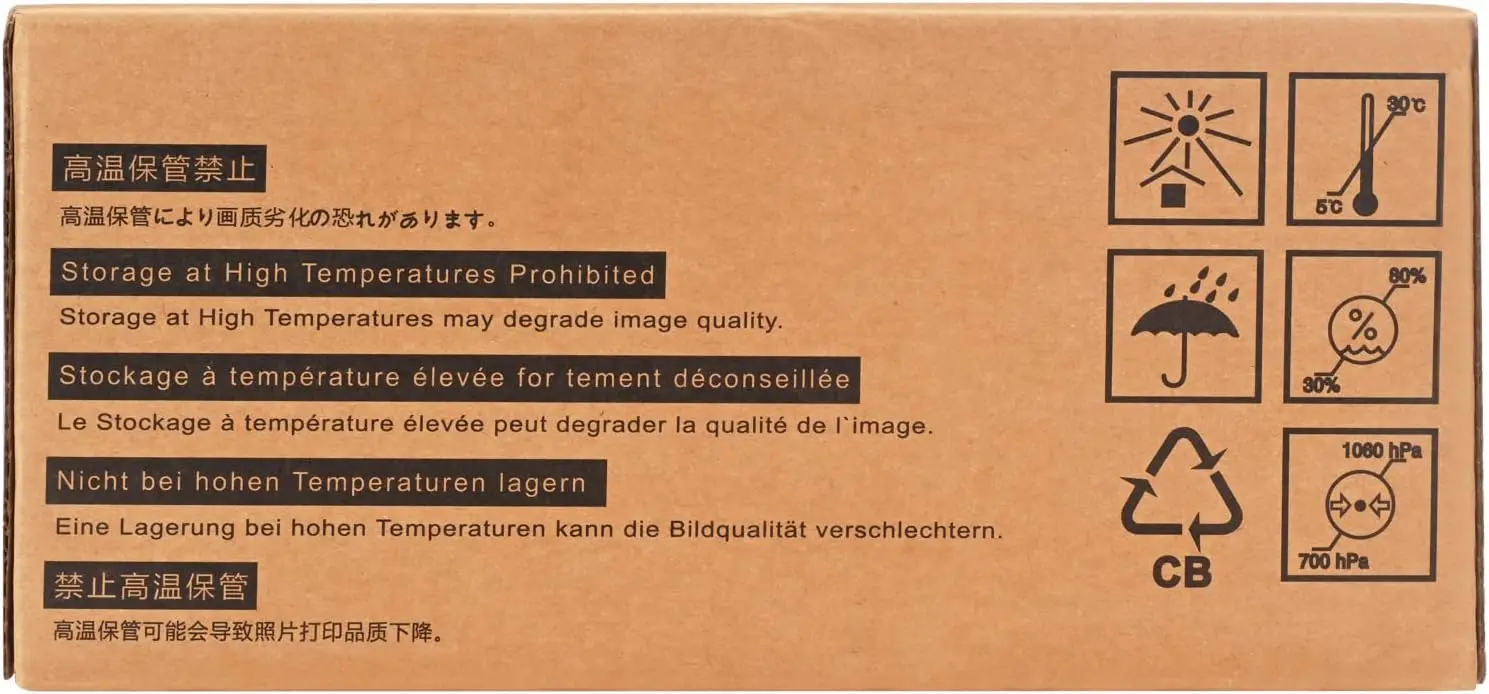 高温保管禁止
高温保管により画质劣化の恐れがあります。
Storage at High Temperatures Prohibited
Storage at High Temperatures may degrade image quality.
Stockage à température élevée for tement déconseillée
Le Stockage à température élevée peut degrader la qualité de l`image.
Nicht bei hohen Temperaturen lagern
Eine Lagerung bei hohen Temperaturen kann die Bildqualität verschlechtern.
禁止高温保管
高温保管可能会导致照片打印品质下降。
30℃
5℃
80%
%
30%
CB
1060 hPa
700 hPa